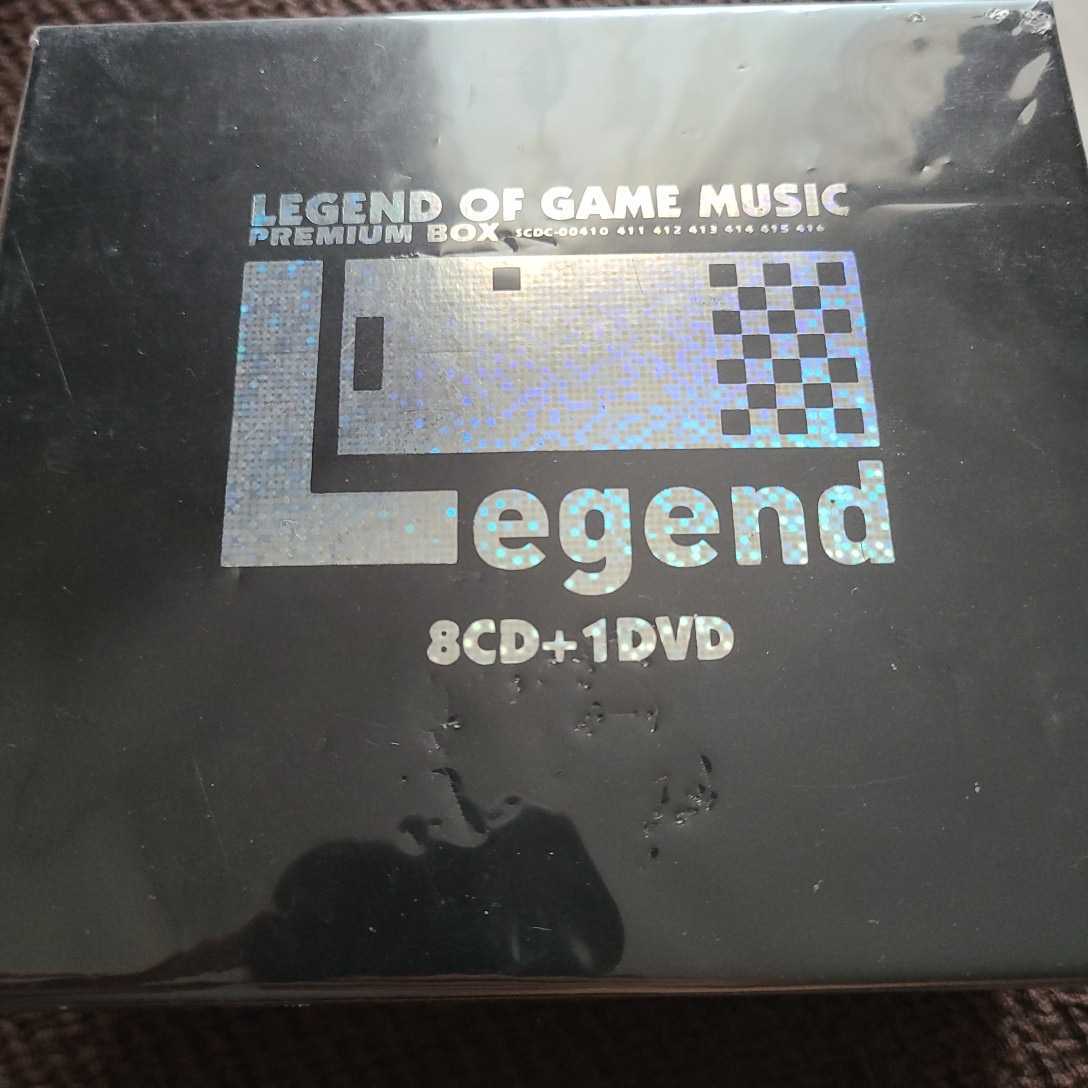 LEGEND OF GAME MUSIC
PREMIUM BOX SCDC-00410 411 412 413 414 415 416
Legend
8CD+1DVD